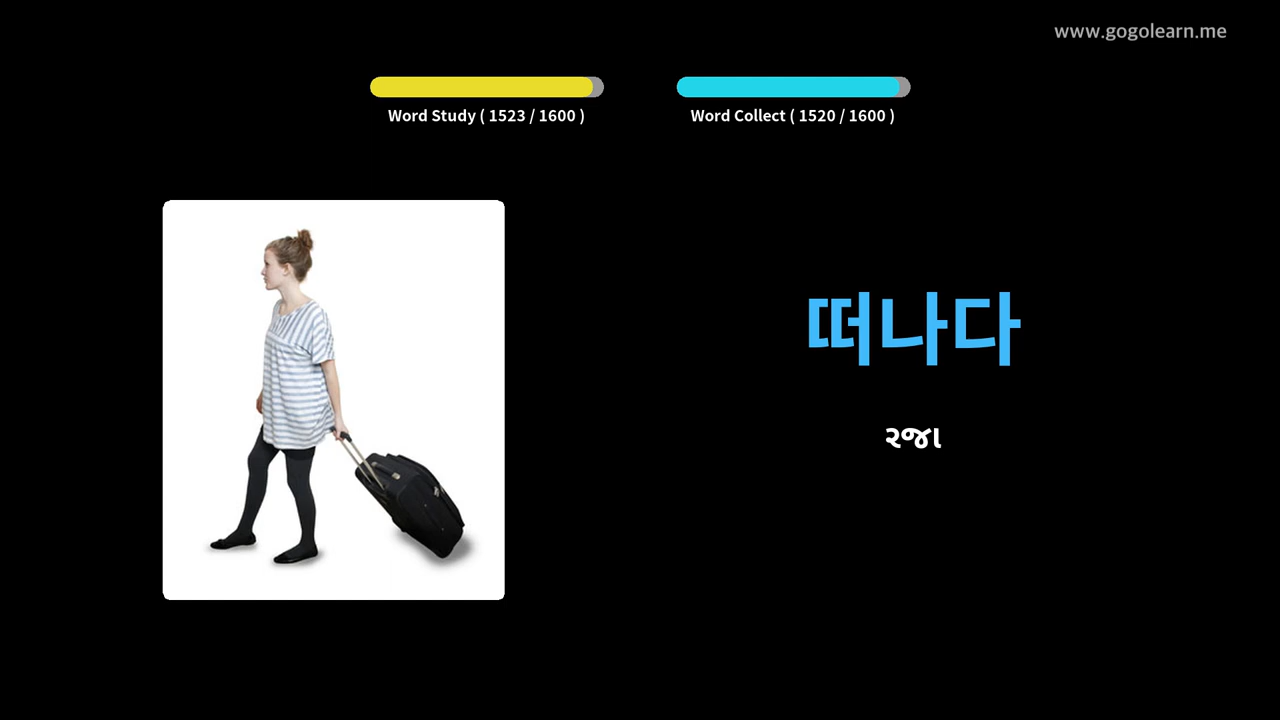 www.gogolearn.me
Word Study ( 1523 / 1600 )
Word Collect ( 1520 / 1600 )
떠나다
રજા